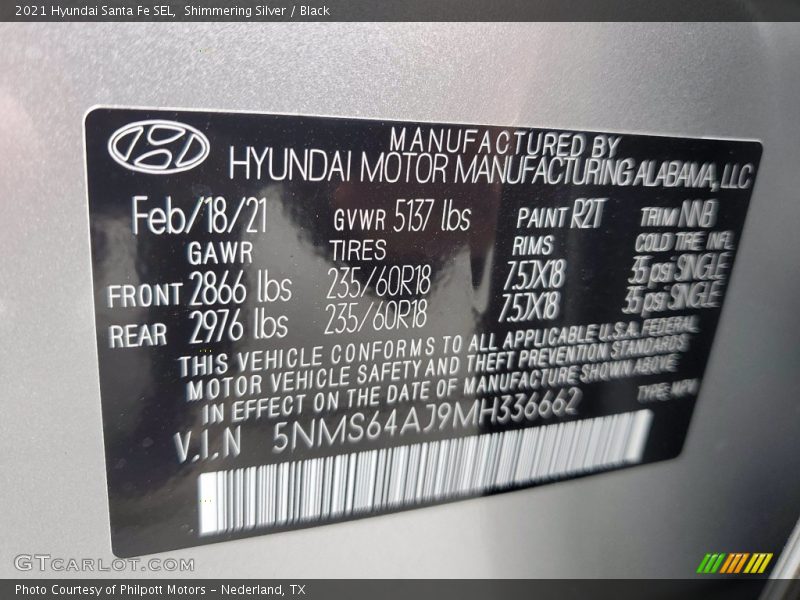 2021 Hyundai Santa Fe SEL,  Shimmering Silver / Black
MANUFACTURED BY
HYUNDAI MOTOR MANUFACTURING ALABAMA, LLC
Feb/18/21 GVWR 5137 lbs PAINT R2T TRIM NNB
GAWR TIRES RIMS COLD TIRE INFL
FRONT 2866 lbs 235/60R18 7.5JX18 35 psi SINGLE
REAR 2976 lbs 235/60R18 7.5JX18 35 psi SINGLE
THIS VEHICLE CONFORMS TO ALL APPLICABLE U.S.A. FEDERAL
MOTOR VEHICLE SAFETY AND THEFT PREVENTION STANDARDS
IN EFFECT ON THE DATE OF MANUFACTURE SHOWN ABOVE
V.I.N 5NMS64AJ9MH336662 TYPE: MPV
GTCARLOT.COM
Photo Courtesy of Philpott Motors – Nederland, TX